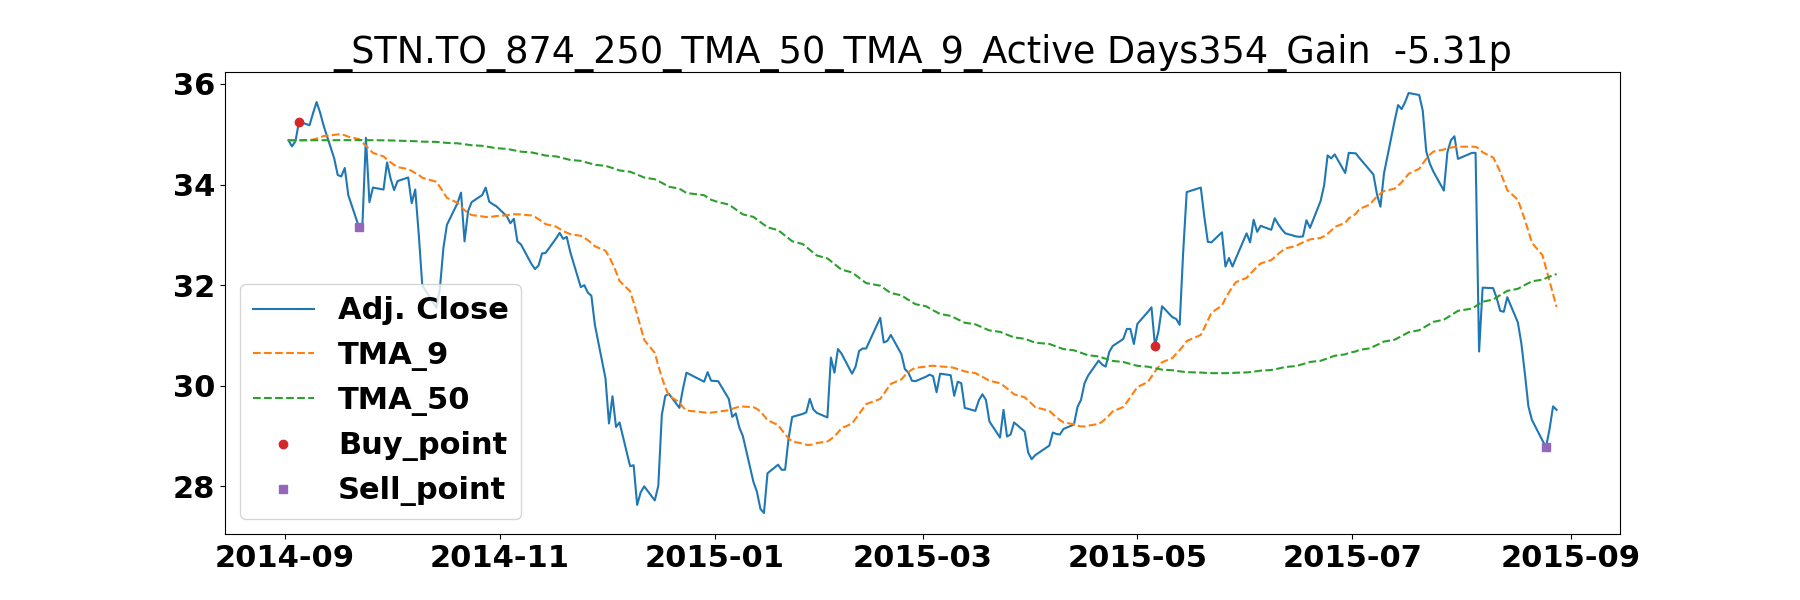 _STN.TO_874_250_TMA_50_TMA_9_Active Days354_Gain  -5.31p
36
34
32
30
28
Adj. Close
TMA_9
TMA_50
Buy_point
Sell_point
2014-09 2014-11 2015-01 2015-03 2015-05 2015-07 2015-09